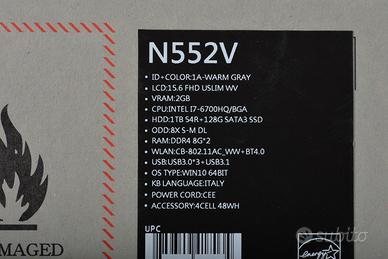 N552V
• ID+COLOR:1A-WARM GRAY
• LCD:15.6 FHD USLIM WV
• VRAM:2GB
• CPU:INTEL I7-6700HQ/BGA
• HDD:1TB 54R+128G SATA3 SSD
• ODD:8X S-M DL
• RAM:DDR4 8G*2
• WLAN:CB-802.11AC_WW+BT4.0
• USB:USB3.0*3+USB3.1
• OS TYPE:WIN10 64BIT
• KB LANGUAGE:ITALY
• POWER CORD:CEE
• ACCESSORY:4CELL 48WH
UPC
subito
energy
MAGED